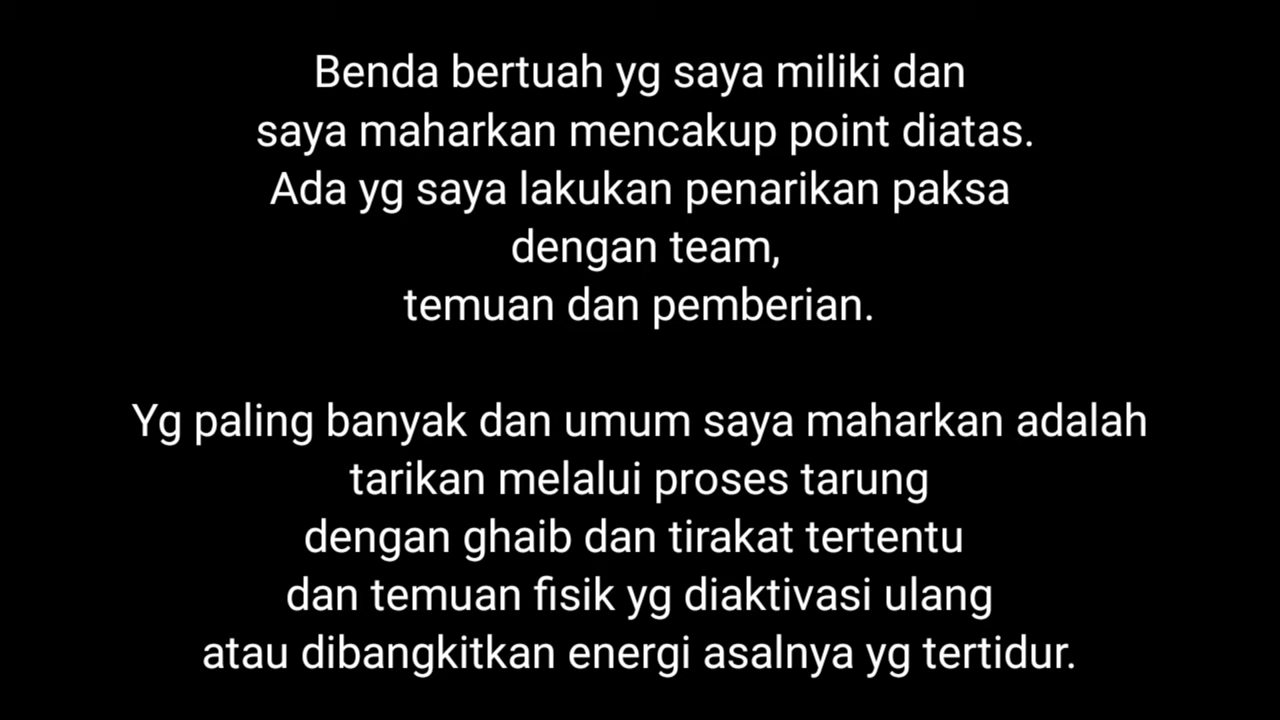 Benda bertuah yg saya miliki dan
saya maharkan mencakup point diatas.
Ada yg saya lakukan penarikan paksa
dengan team,
temuan dan pemberian.
Yg paling banyak dan umum saya maharkan adalah
tarikan melalui proses tarung
dengan ghaib dan tirakat tertentu
dan temuan fisik yg diaktivasi ulang
atau dibangkitkan energi asalnya yg tertidur.